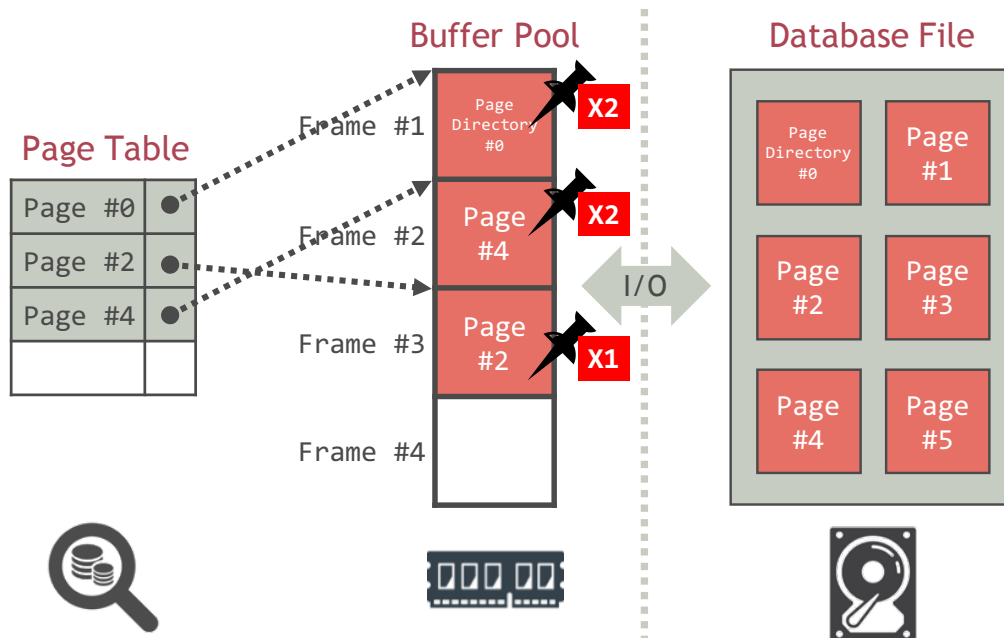 Buffer Pool
Database File
Page Table
Page #0
Page #2
Page #4
Frame #1
Frame #2
Frame #3
Frame #4
Page
Directory
#0
X2
Page
#4
X2
Page
#2
X1
I/O
Page
Directory
#0
Page
#1
Page
#2
Page
#3
Page
#4
Page
#5